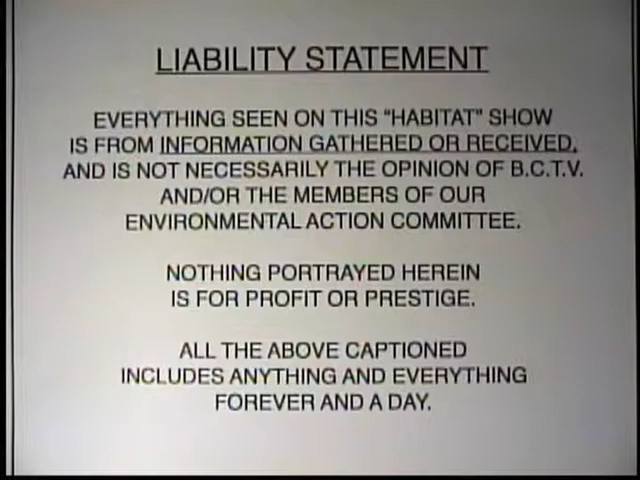 LIABILITY STATEMENT
EVERYTHING SEEN ON THIS "HABITAT" SHOW
IS FROM INFORMATION GATHERED OR RECEIVED,
AND IS NOT NECESSARILY THE OPINION OF B.C.T.V.
AND/OR THE MEMBERS OF OUR
ENVIRONMENTAL ACTION COMMITTEE.
NOTHING PORTRAYED HEREIN
IS FOR PROFIT OR PRESTIGE.
ALL THE ABOVE CAPTIONED
INCLUDES ANYTHING AND EVERYTHING
FOREVER AND A DAY.